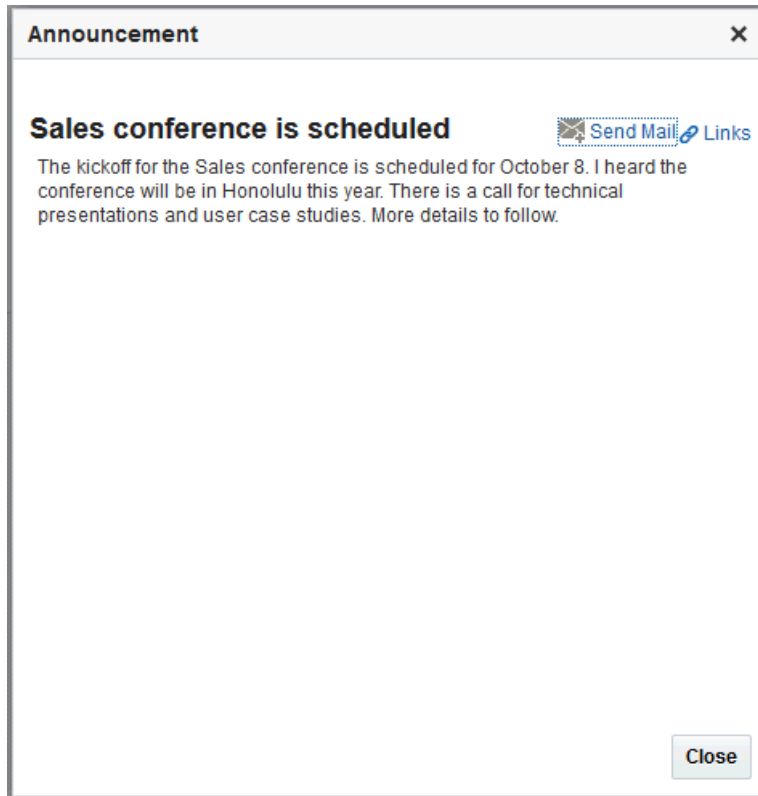 Announcement
Sales conference is scheduled
Send Mail Links
The kickoff for the Sales conference is scheduled for October 8. I heard the
conference will be in Honolulu this year. There is a call for technical
presentations and user case studies. More details to follow.
Close